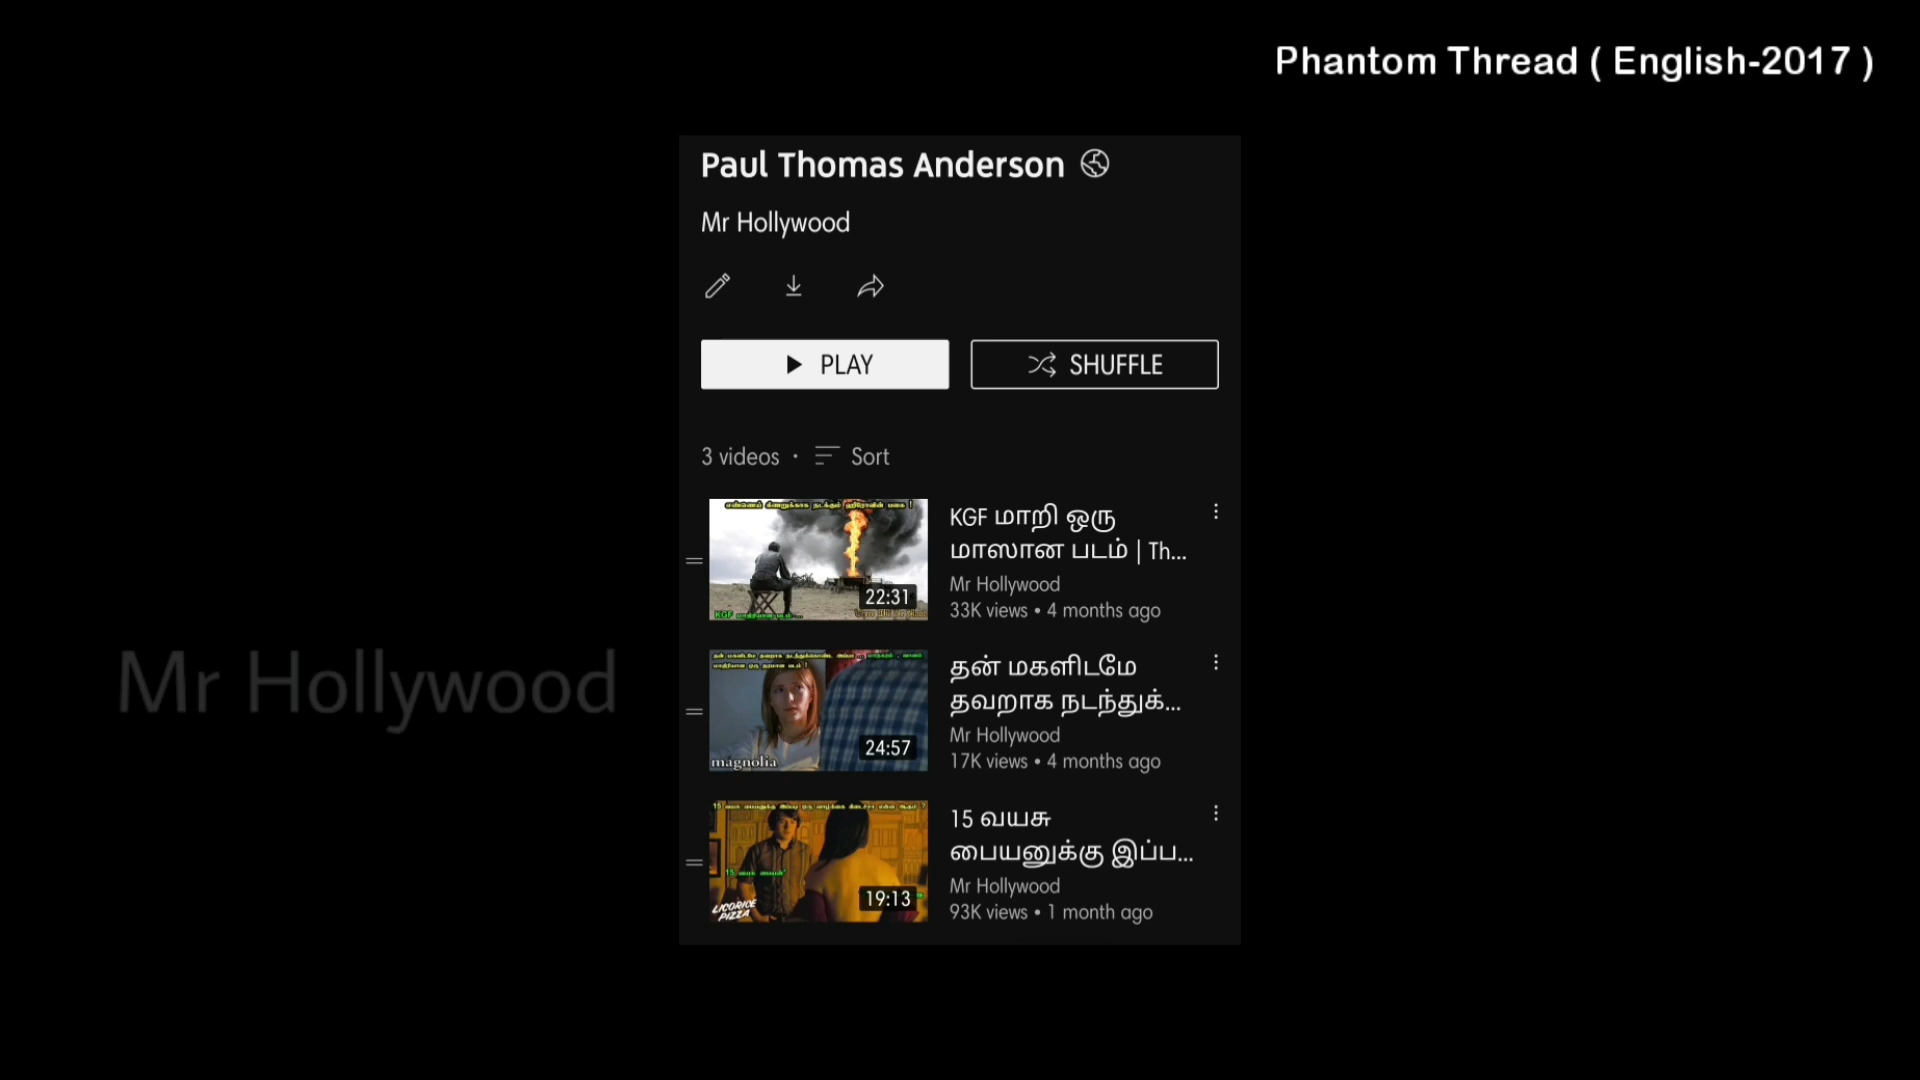 Phantom Thread ( English-2017 )
Paul Thomas Anderson
Mr Hollywood
PLAY
SHUFFLE
3 videos · Sort
22:31
KGF மாறி ஒரு
மாஸான படம் | Th...
Mr Hollywood
33K views • 4 months ago
magnolia
24:57
தன் மகளிடமே
தவறாக நடந்துக்...
Mr Hollywood
17K views • 4 months ago
LICORICE
PIZZA
19:13
15 வயசு
பையனுக்கு இப்ப...
Mr Hollywood
93K views • 1 month ago
Mr Hollywood